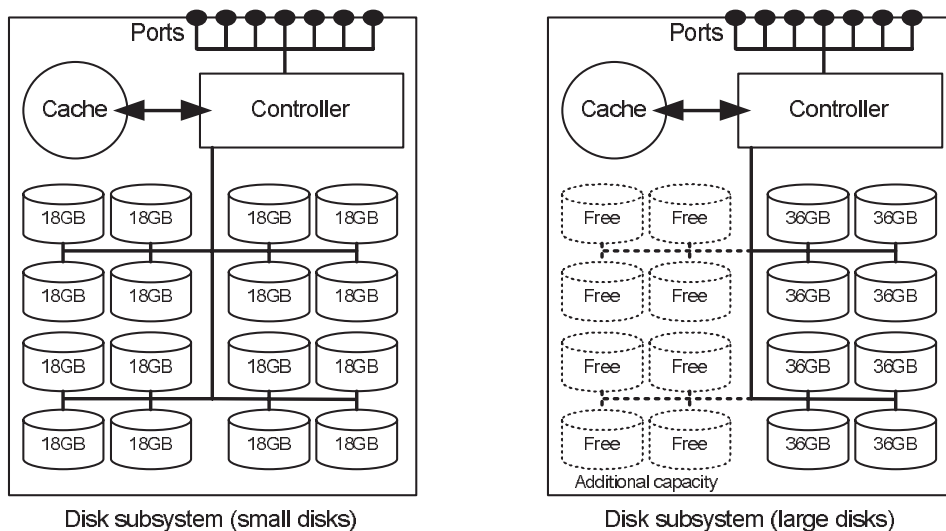 Ports
Cache
Controller
18GB 18GB 18GB 18GB
18GB 18GB 18GB 18GB
18GB 18GB 18GB 18GB
18GB 18GB 18GB 18GB
Disk subsystem (small disks)
Ports
Cache
Controller
Free Free 36GB 36GB
Free Free 36GB 36GB
Free Free 36GB 36GB
Free Free 36GB 36GB
Additional capacity
Disk subsystem (large disks)